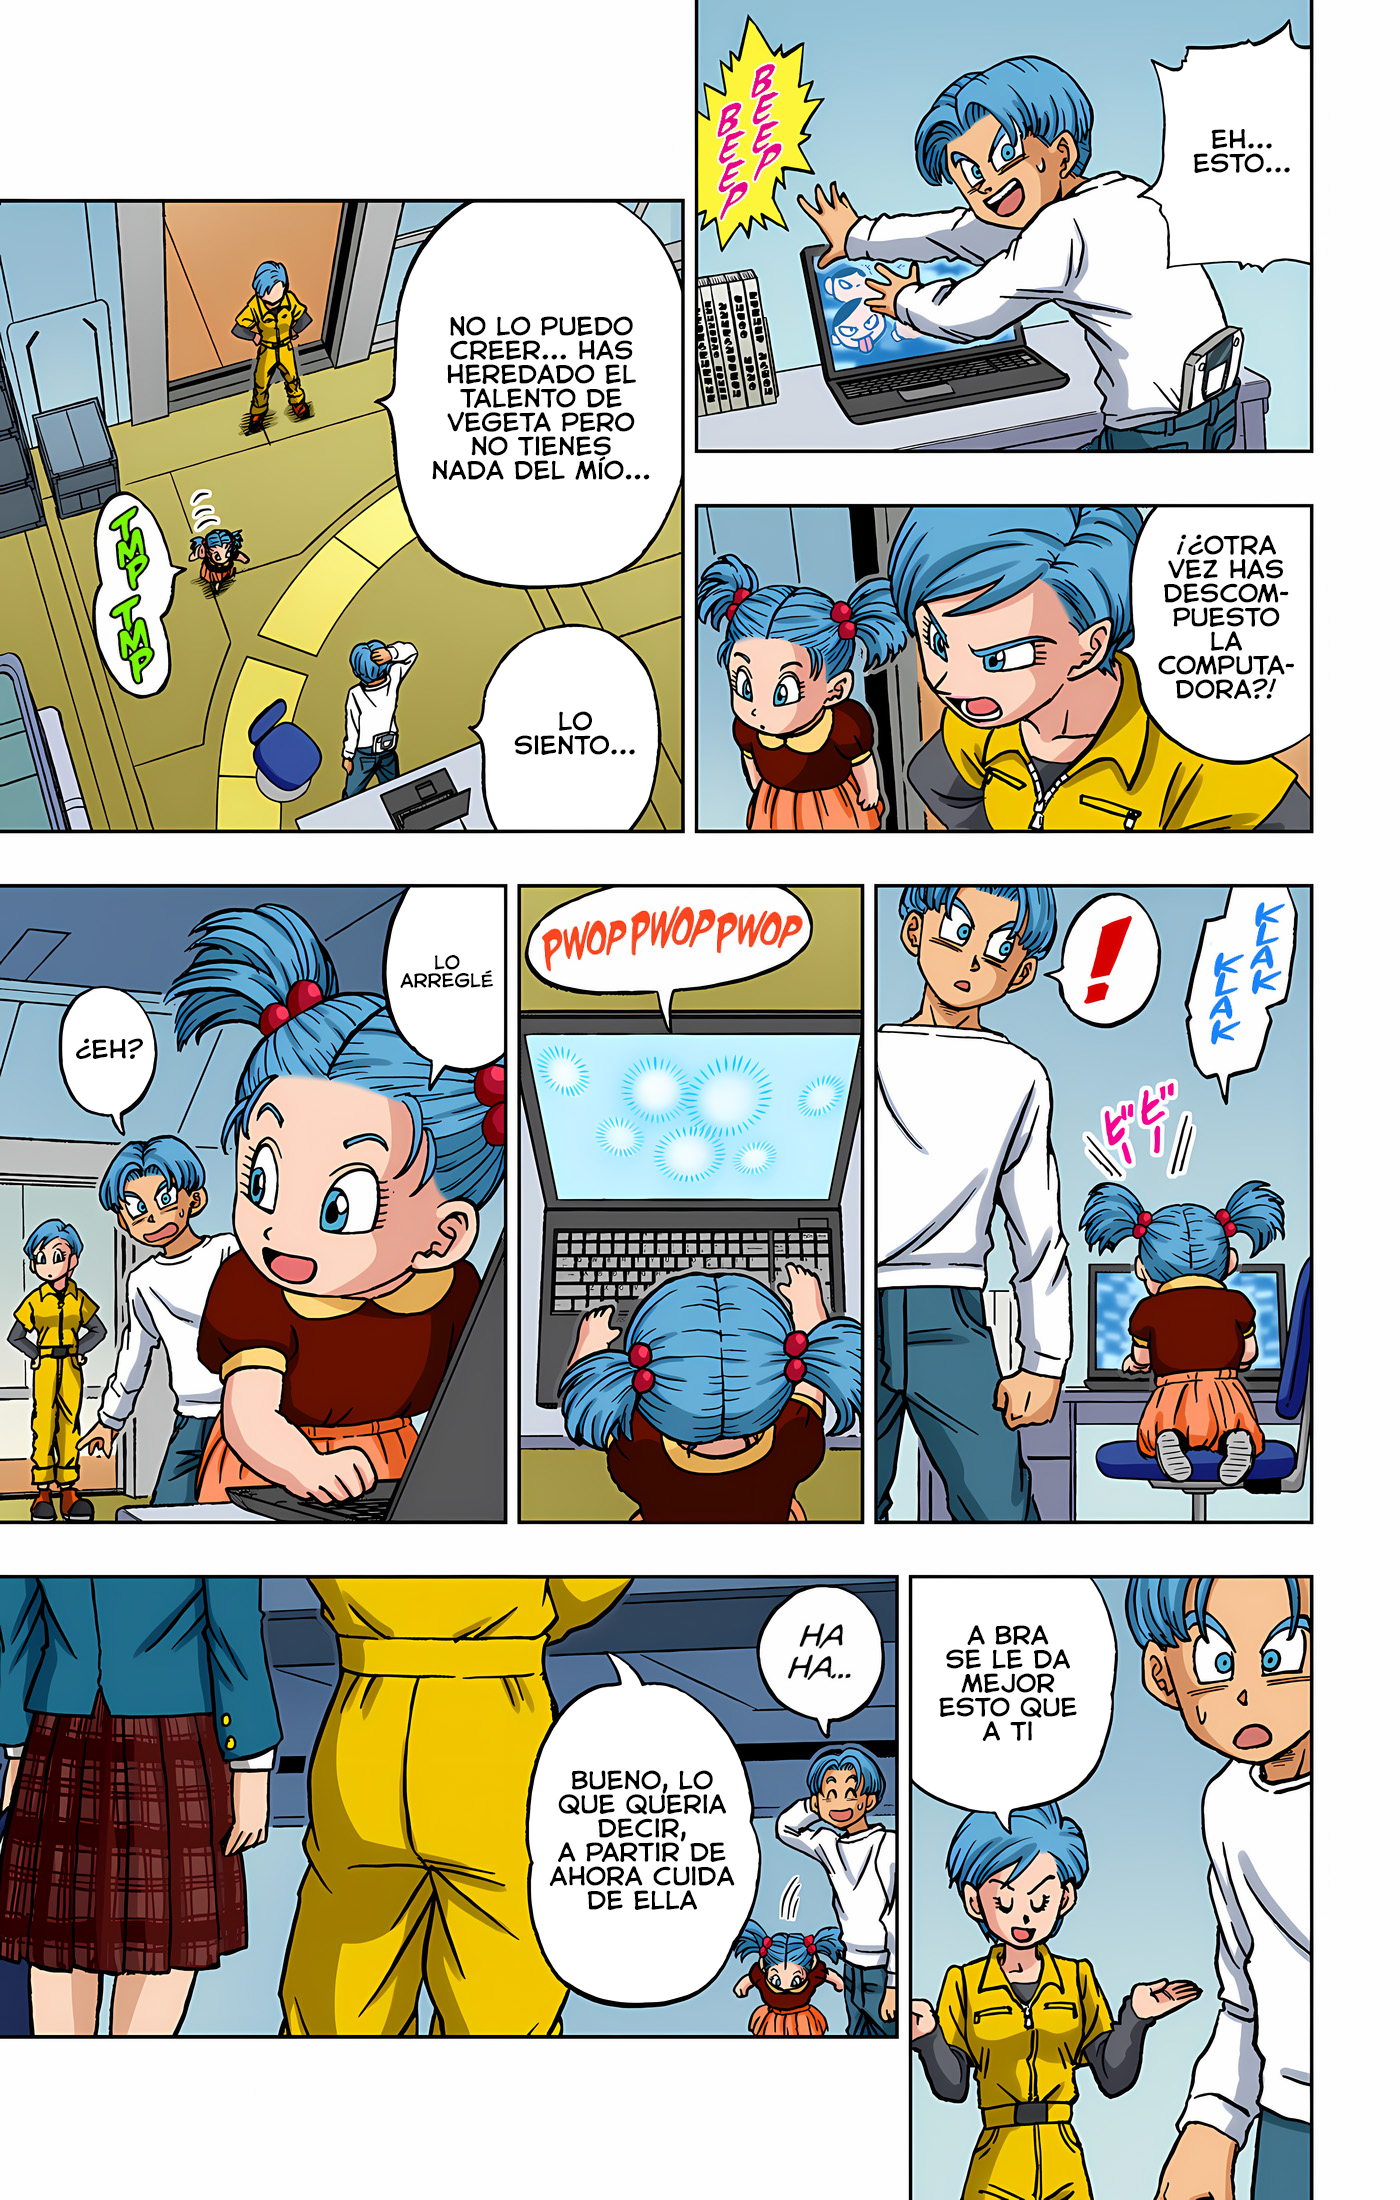 BEEP
BEEP
EH...
ESTO...
¡¿OTRA
VEZ HAS
DESCOM-
PUESTO
LA
COMPUTA-
DORA?!
NO LO PUEDO
CREER... HAS
HEREDADO EL
TALENTO DE
VEGETA PERO
NO TIENES
NADA DEL MÍO...
TMP TMP
LO
SIENTO...
KLAK
KLAK
!
ビー
ビー
PWOP PWOP PWOP
LO
ARREGLÉ
¿EH?
A BRA
SE LE DA
MEJOR
ESTO QUE
A TI
HA
HA...
BUENO, LO
QUE QUERIA
DECIR,
A PARTIR DE
AHORA CUIDA
DE ELLA